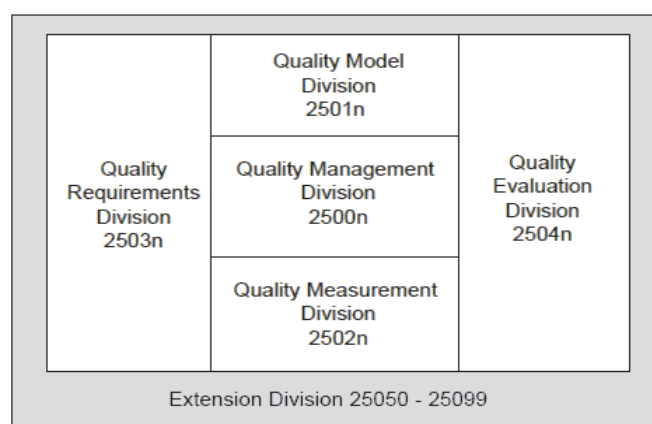 Quality
Requirements
Division
2503n
Quality Model
Division
2501n
Quality Management
Division
2500n
Quality Measurement
Division
2502n
Quality
Evaluation
Division
2504n
Extension Division 25050 - 25099